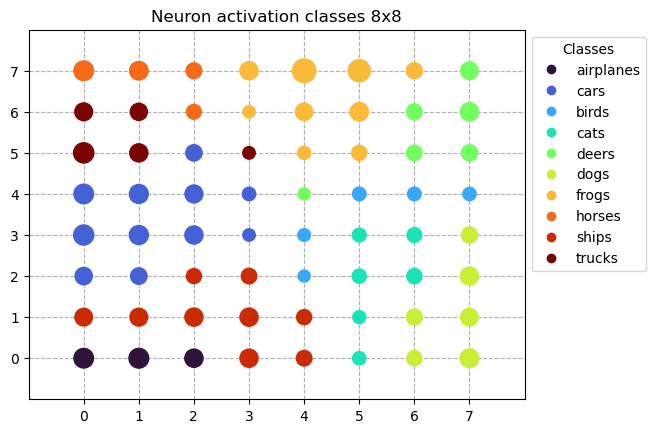 Neuron activation classes 8x8
7
6
5
4
3
2
1
0
0 1 2 3 4 5 6 7
Classes
airplanes
cars
birds
cats
deers
dogs
frogs
horses
ships
trucks